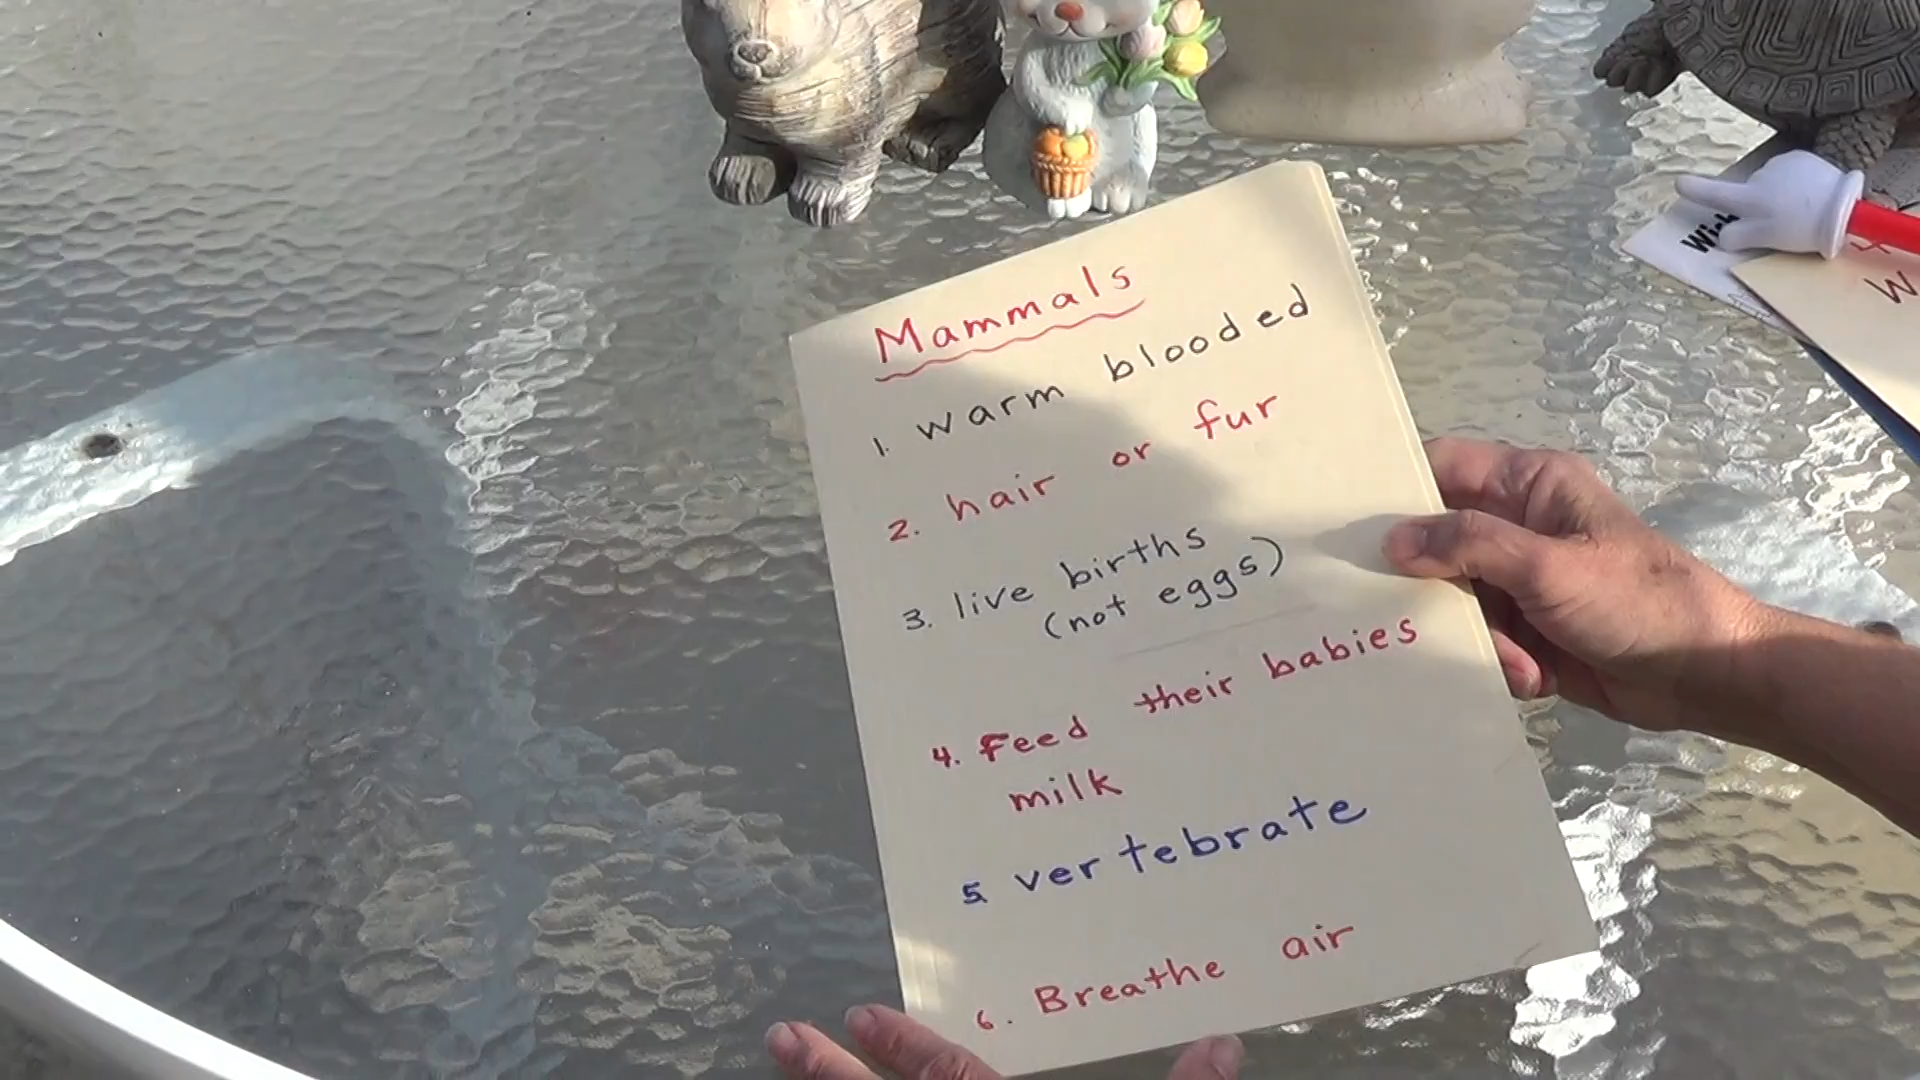 Mammals
1. warm blooded
2. hair or fur
3. live births
(not eggs)
4. Feed their babies
milk
5. vertebrate
6. Breathe air
W